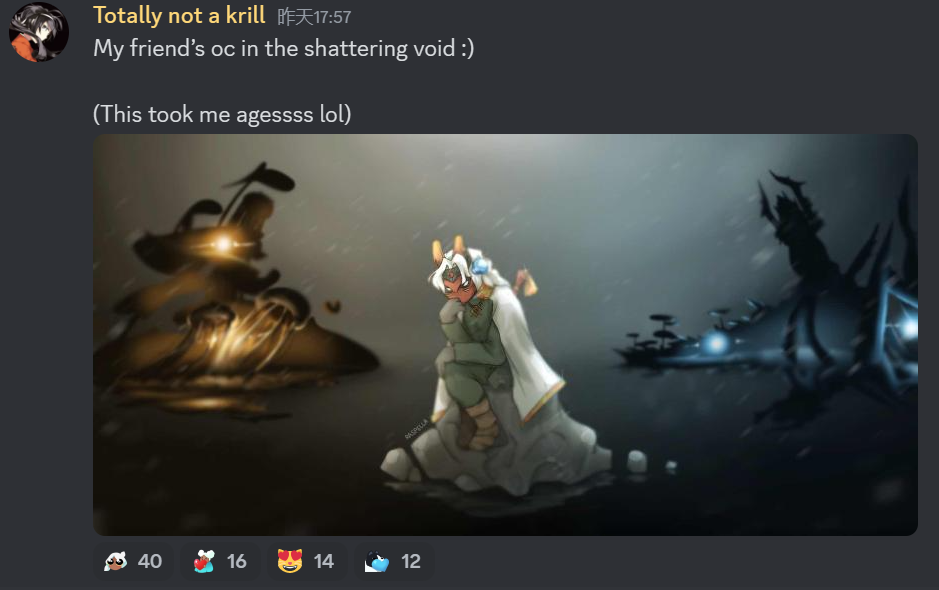 Totally not a krill 昨天17:57
My friend's oc in the shattering void :)
(This took me agessss lol)
RASPELLA
40 16 14 12